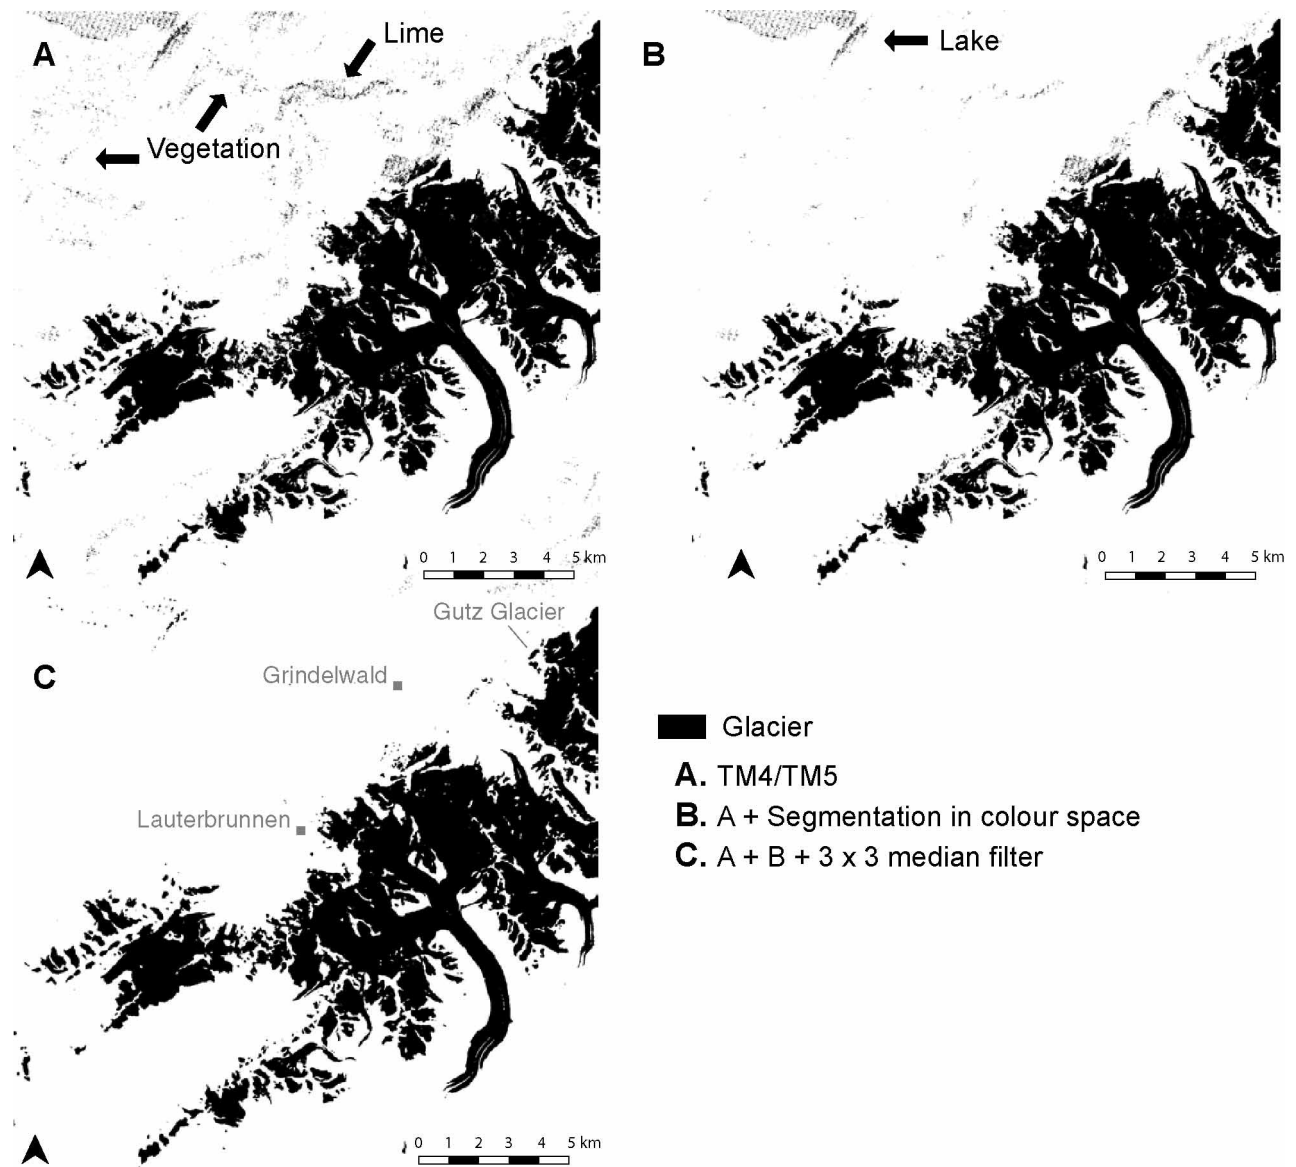 A
Lime
Vegetation
0 1 2 3 4 5 km
B
Lake
0 1 2 3 4 5 km
C
Gutz Glacier
Grindelwald
Lauterbrunnen
0 1 2 3 4 5 km
Glacier
A. TM4/TM5
B. A + Segmentation in colour space
C. A + B + 3 x 3 median filter